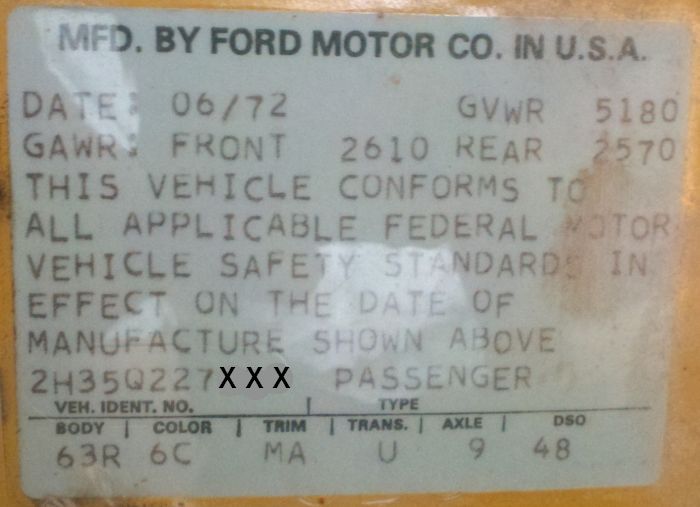 MFD. BY FORD MOTOR CO. IN U.S.A.
DATE: 06/72 GVWR 5180
GAWR: FRONT 2610 REAR 2570
THIS VEHICLE CONFORMS TO
ALL APPLICABLE FEDERAL MOTOR
VEHICLE SAFETY STANDARDS IN
EFFECT ON THE DATE OF
MANUFACTURE SHOWN ABOVE
2H35Q227XXX PASSENGER
VEH. IDENT. NO. | TYPE
BODY | COLOR | TRIM | TRANS. | AXLE | DSO
63R 6C MA U 9 48